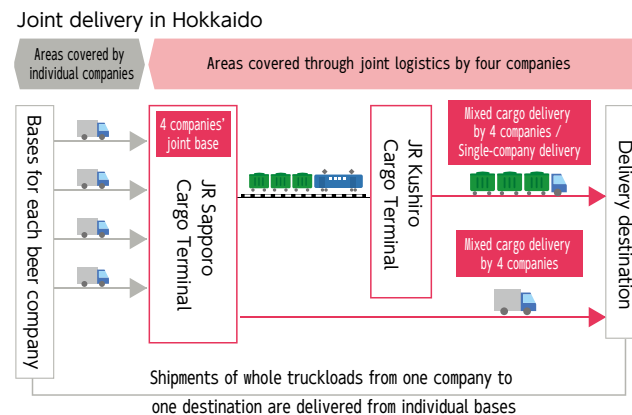 Joint delivery in Hokkaido
Areas covered by
individual companies
Areas covered through joint logistics by four companies
Bases for each beer company
4 companies'
joint base
JR Sapporo
Cargo Terminal
JR Kushiro
Cargo Terminal
Mixed cargo delivery
by 4 companies /
Single-company delivery
Mixed cargo delivery
by 4 companies
Delivery destination
Shipments of whole truckloads from one company to
one destination are delivered from individual bases